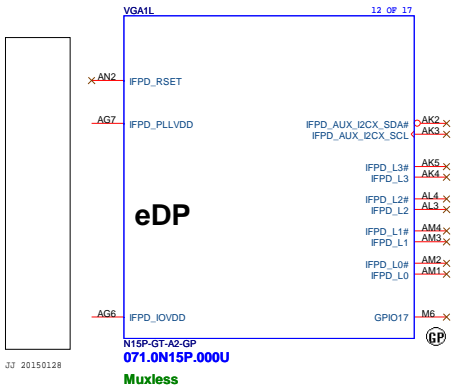 VGA1L 12 OF 17
AN2 IFPD_RSET
AG7 IFPD_PLLVDD
IFPD_AUX_I2CX_SDA# AK2
IFPD_AUX_I2CX_SCL AK3
IFPD_L3# AK5
IFPD_L3 AK4
IFPD_L2# AL4
IFPD_L2 AL3
eDP
IFPD_L1# AM4
IFPD_L1 AM3
IFPD_L0# AM2
IFPD_L0 AM1
AG6 IFPD_IOVDD
GPIO17 M6
GP
N15P-GT-A2-GP
071.0N15P.000U
Muxless
JJ 20150128